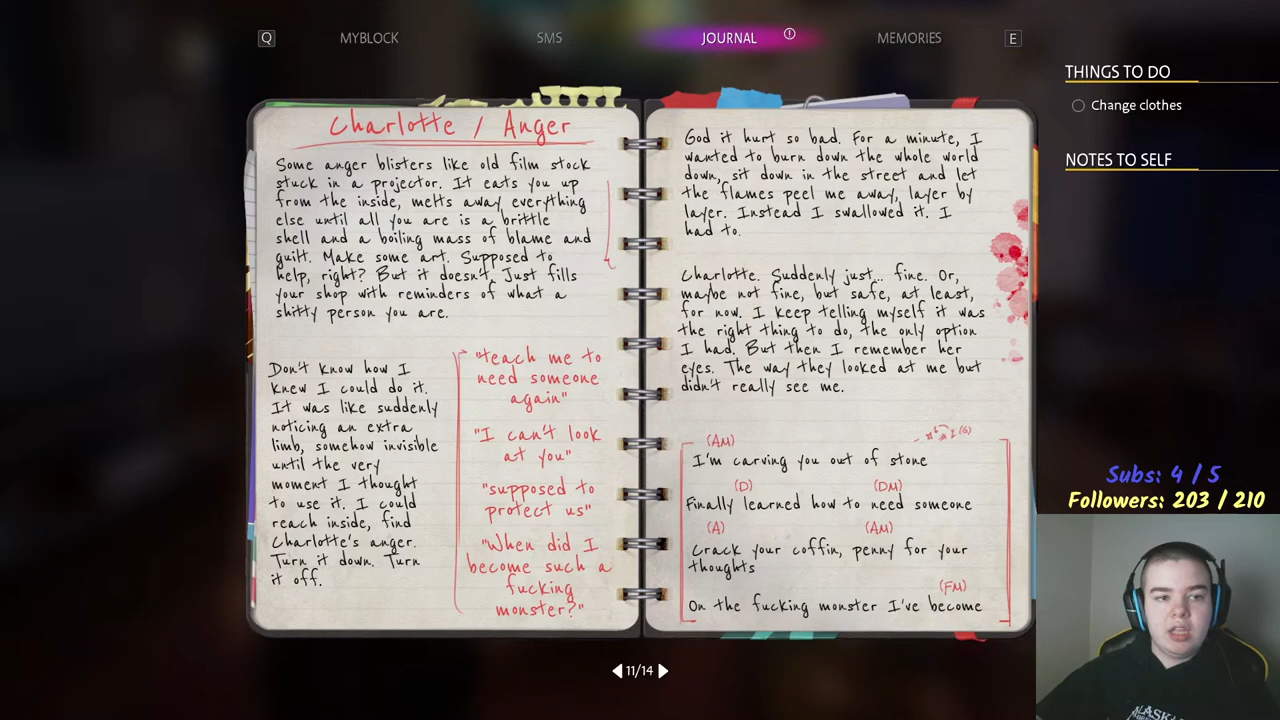 Q
MYBLOCK
SMS
JOURNAL
!
MEMORIES
E
THINGS TO DO
Change clothes
NOTES TO SELF
Charlotte / Anger
Some anger blisters like old film stock
stuck in a projector. It eats you up
from the inside, melts away everything
else until all you are is a brittle
shell and a boiling mass of blame and
guilt. Make some art. Supposed to
help, right? But it doesn't. Just fills
your shop with reminders of what a
shitty person you are.
Don't know how I
knew I could do it.
It was like suddenly
noticing an extra
limb, somehow invisible
until the very
moment I thought
to use it. I could
reach inside, find
Charlotte's anger.
Turn it down. Turn
it off.
"teach me to
need someone
again"
"I can't look
at you"
"supposed to
protect us"
"When did I
become such a
fucking
monster?"
God it hurt so bad. For a minute, I
wanted to burn down the whole world
down, sit down in the street and let
the flames peel me away, layer by
layer. Instead I swallowed it. I
had to.
Charlotte. Suddenly just... fine. Or,
maybe not fine, but safe, at least,
for now. I keep telling myself it was
the right thing to do, the only option
I had. But then I remember her
eyes. The way they looked at me but
didn't really see me.
(AM)
I'm carving you out of stone
(D) (DM)
Finally learned how to need someone
(A) (AM)
Crack your coffin, penny for your
thoughts
(FM)
On the fucking monster I've become
11/14
Subs: 4 / 5
Followers: 203 / 210
ALASK